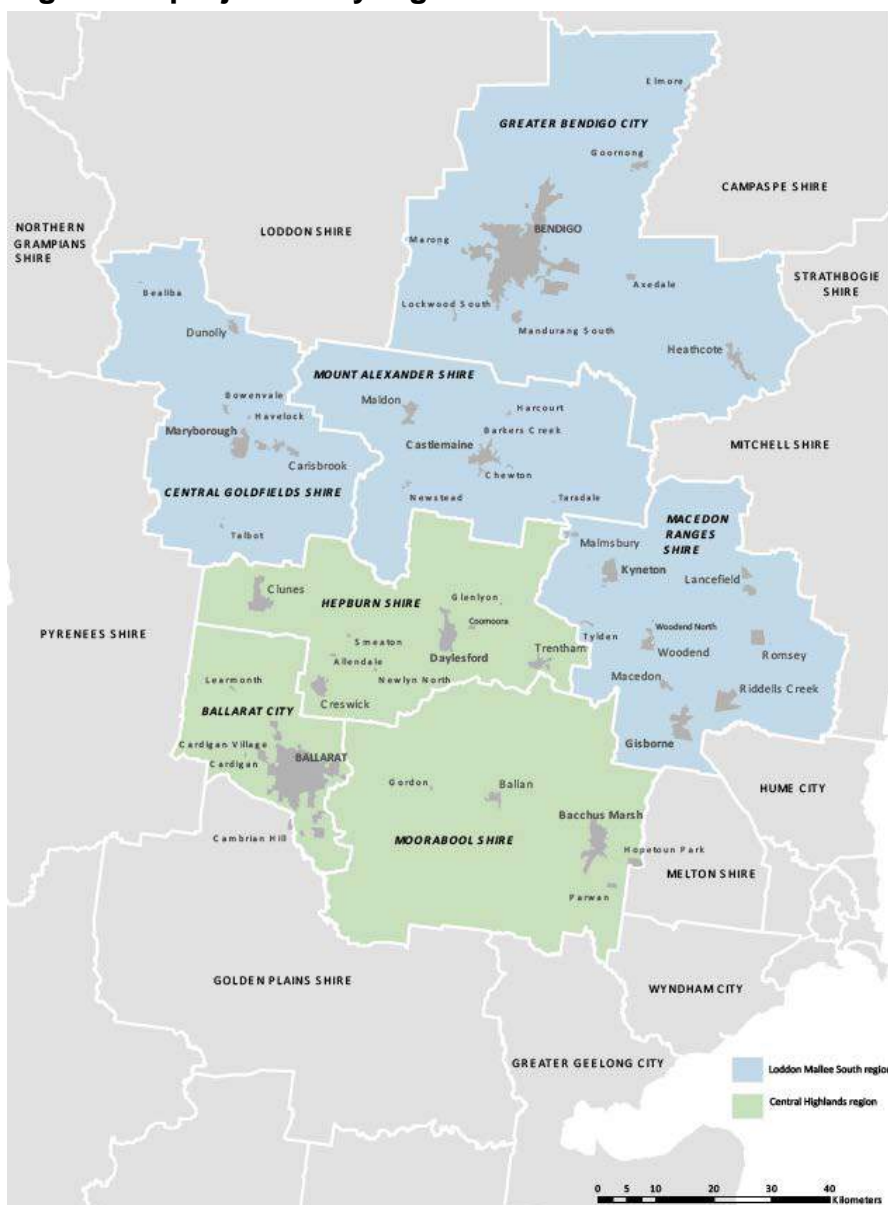 Elmore
GREATER BENDIGO CITY
Goornong
CAMPASPE SHIRE
NORTHERN
GRAMPIANS
SHIRE
LODDON SHIRE
BENDIGO
Marong
STRATHBOGIE
SHIRE
Bealiba
Axedale
Lockwood South
Dunolly
Mandurang South
Heathcote
MOUNT ALEXANDER SHIRE
Bowenvale
Maldon
Harcourt
Havelock
Maryborough
Barkers Creek
Castlemaine
MITCHELL SHIRE
Carisbrook
Chewton
CENTRAL GOLDFIELDS SHIRE
Newstead
Taradale
MACEDON
RANGES
SHIRE
Talbot
Malmsbury
Kyneton
Lancefield
Clunes
HEPBURN SHIRE
Glenlyon
Coomoora
PYRENEES SHIRE
Smeaton
Tylden
Woodend North
Allendale
Daylesford
Trentham
Woodend
Romsey
Learmonth
Newlyn North
Macedon
Riddells Creek
Creswick
BALLARAT CITY
Gisborne
Cardigan Village
BALLARAT
Cardigan
Gordon
Ballan
HUME CITY
Bacchus Marsh
Cambrian Hill
MOORABOOL SHIRE
Hopetoun Park
MELTON SHIRE
Parwan
GOLDEN PLAINS SHIRE
WYNDHAM CITY
GREATER GEELONG CITY
Loddon Mallee South region
Central Highlands region
0 5 10 20 30 40
Kilometers